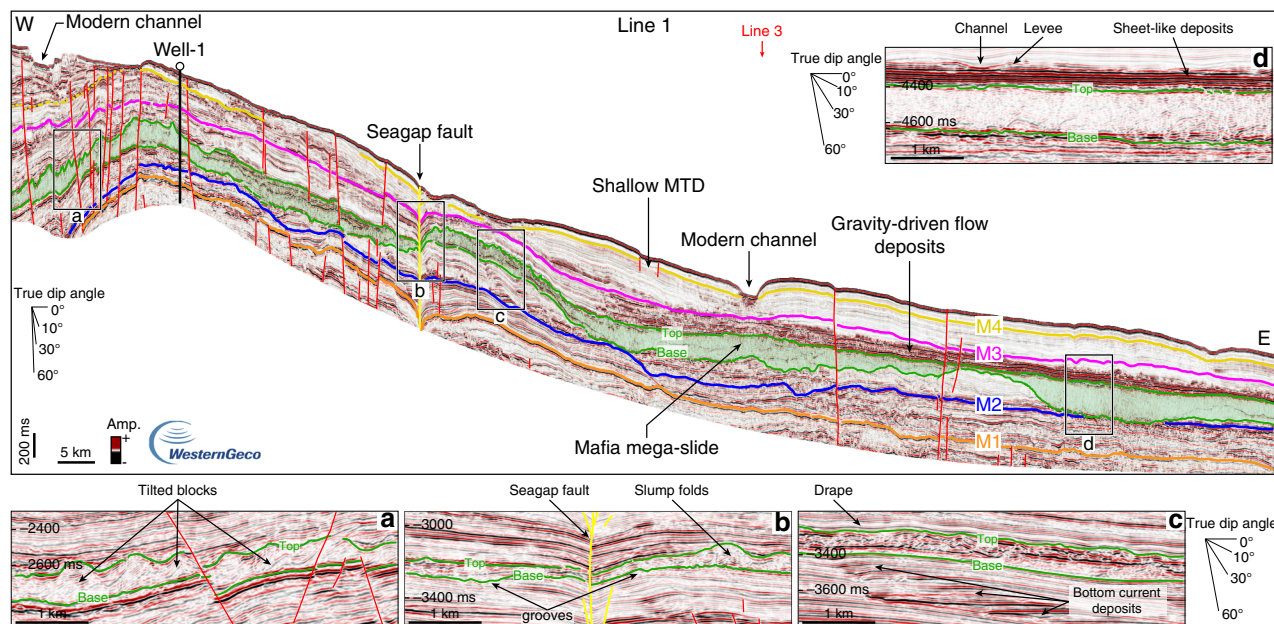 W
Modern channel
Well-1
Line 1
Line 3
True dip angle
0°
10°
30°
60°
Channel
Levee
Sheet-like deposits
d
Top
–4400
–4600 ms
Base
1 km
Seagap fault
Shallow MTD
Modern channel
Gravity-driven flow
deposits
a
b
c
True dip angle
0°
10°
30°
60°
Top
Base
M4
M3
M2
M1
E
d
Mafia mega-slide
200 ms
5 km
Amp.
+
-
WesternGeco
Tilted blocks
a
–2400
–2600 ms
Top
Base
1 km
Seagap fault
Slump folds
b
–3000
Top
Base
–3400 ms
grooves
1 km
Drape
c
Top
–3400
Base
–3600 ms
Bottom current
deposits
1 km
True dip angle
0°
10°
30°
60°